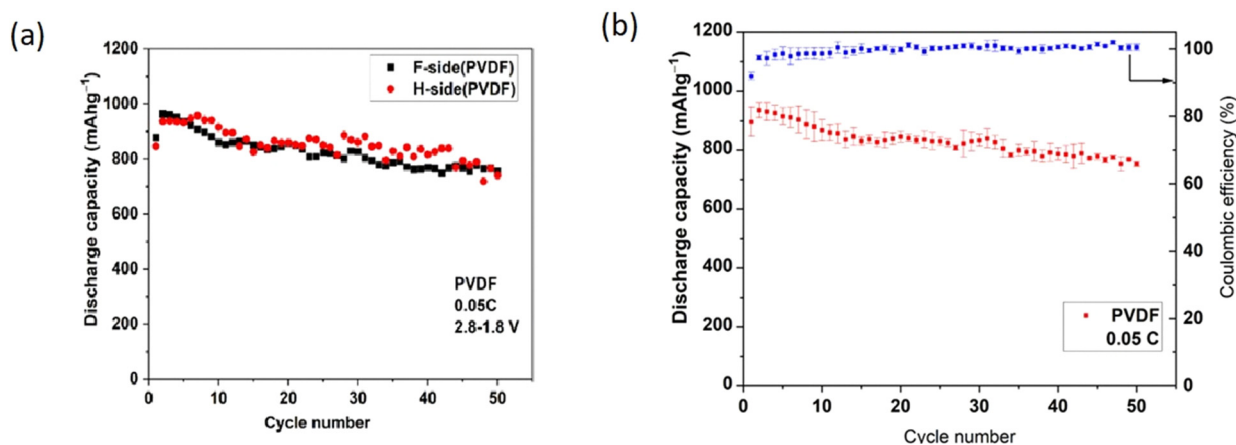 (a)
1200
1000
800
600
400
200
0
Discharge capacity (mAhg⁻¹)
F-side(PVDF)
H-side(PVDF)
PVDF
0.05C
2.8-1.8 V
0 10 20 30 40 50
Cycle number
(b)
1200
1000
800
600
400
200
0
Discharge capacity (mAhg⁻¹)
PVDF
0.05 C
100
80
60
40
20
0
Coulombic efficiency (%)
0 10 20 30 40 50
Cycle number